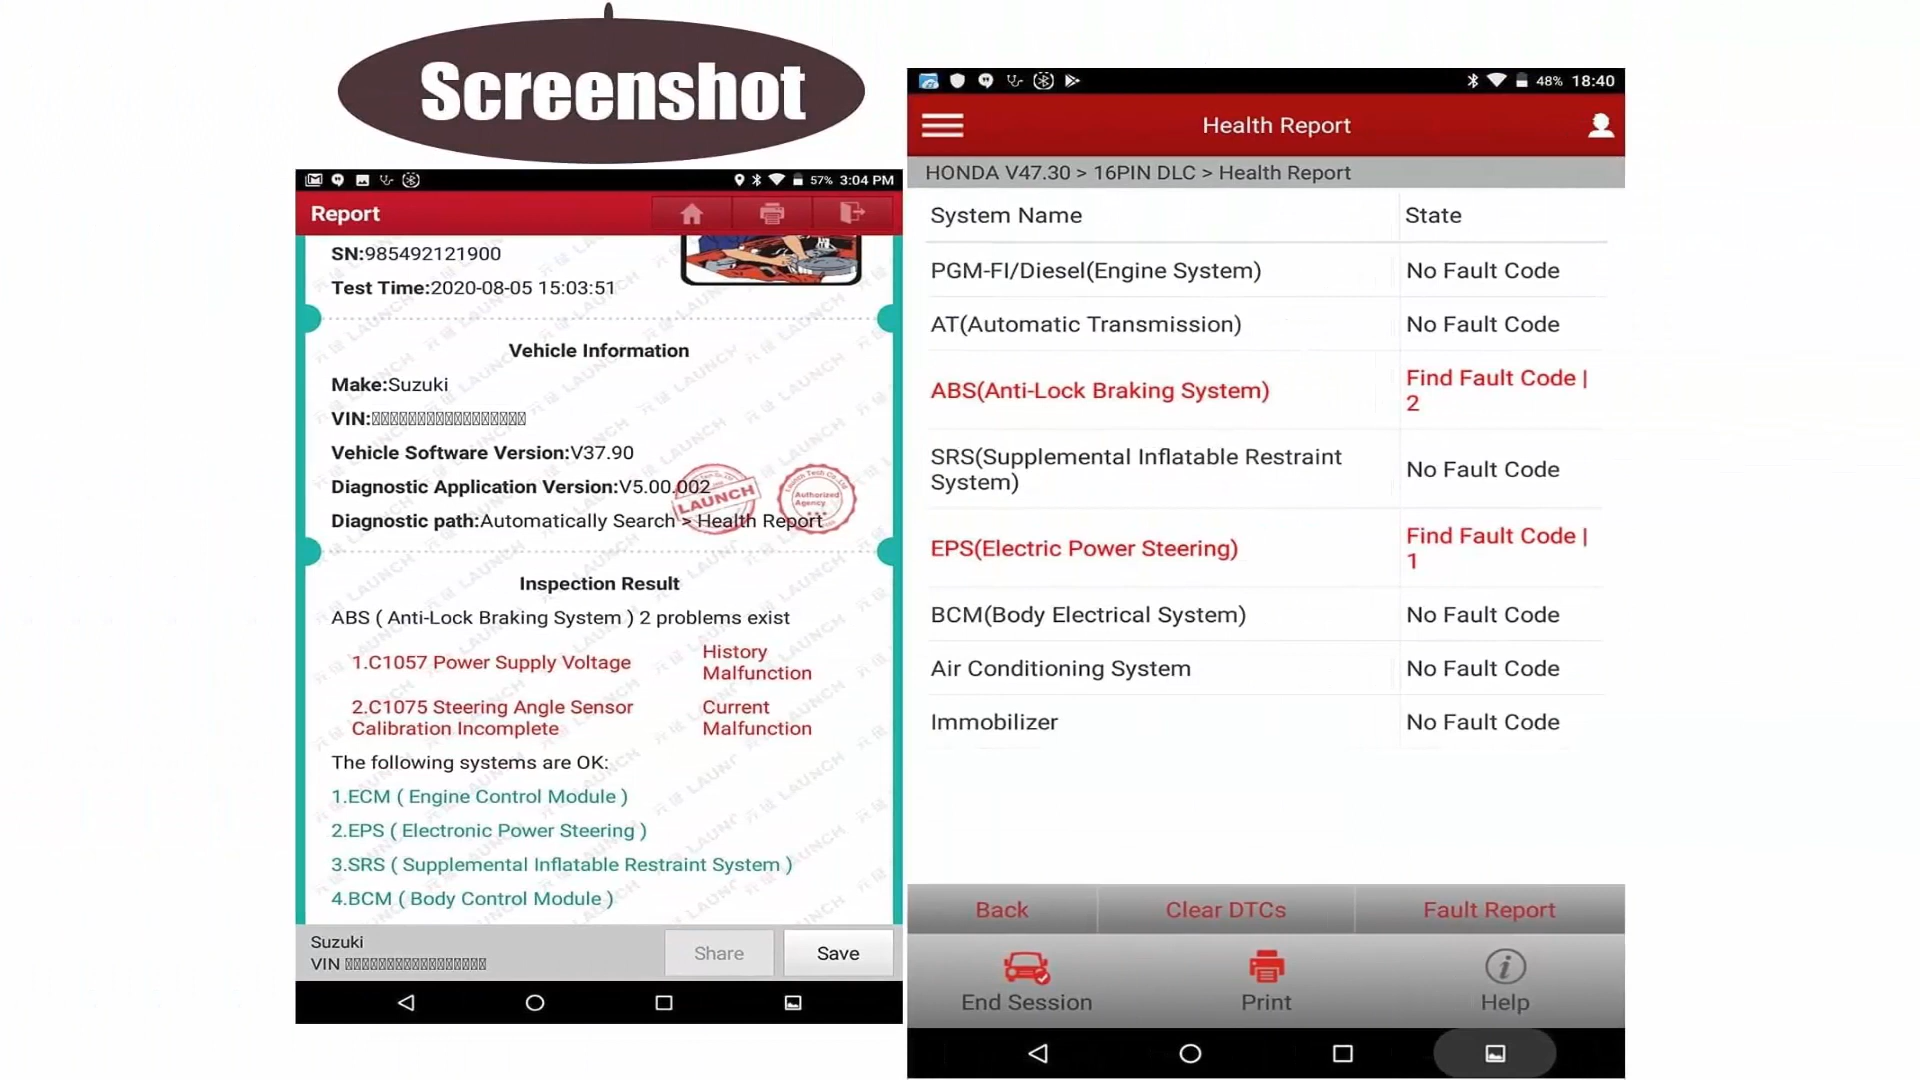 Screenshot
57% 3:04 PM
Report
SN:985492121900
Test Time:2020-08-05 15:03:51
Vehicle Information
Make:Suzuki
VIN:
Vehicle Software Version:V37.90
Diagnostic Application Version:V5.00.002
Diagnostic path:Automatically Search > Health Report
LAUNCH
Authorized
Agency
Inspection Result
ABS ( Anti-Lock Braking System ) 2 problems exist
1.C1057 Power Supply Voltage
History
Malfunction
2.C1075 Steering Angle Sensor
Calibration Incomplete
Current
Malfunction
The following systems are OK:
1.ECM ( Engine Control Module )
2.EPS ( Electronic Power Steering )
3.SRS ( Supplemental Inflatable Restraint System )
4.BCM ( Body Control Module )
Suzuki
VIN
Share
Save
48% 18:40
Health Report
HONDA V47.30 > 16PIN DLC > Health Report
System Name State
PGM-FI/Diesel(Engine System) No Fault Code
AT(Automatic Transmission) No Fault Code
ABS(Anti-Lock Braking System)
Find Fault Code |
2
SRS(Supplemental Inflatable Restraint
System)
No Fault Code
EPS(Electric Power Steering)
Find Fault Code |
1
BCM(Body Electrical System) No Fault Code
Air Conditioning System No Fault Code
Immobilizer No Fault Code
Back Clear DTCs Fault Report
End Session Print Help